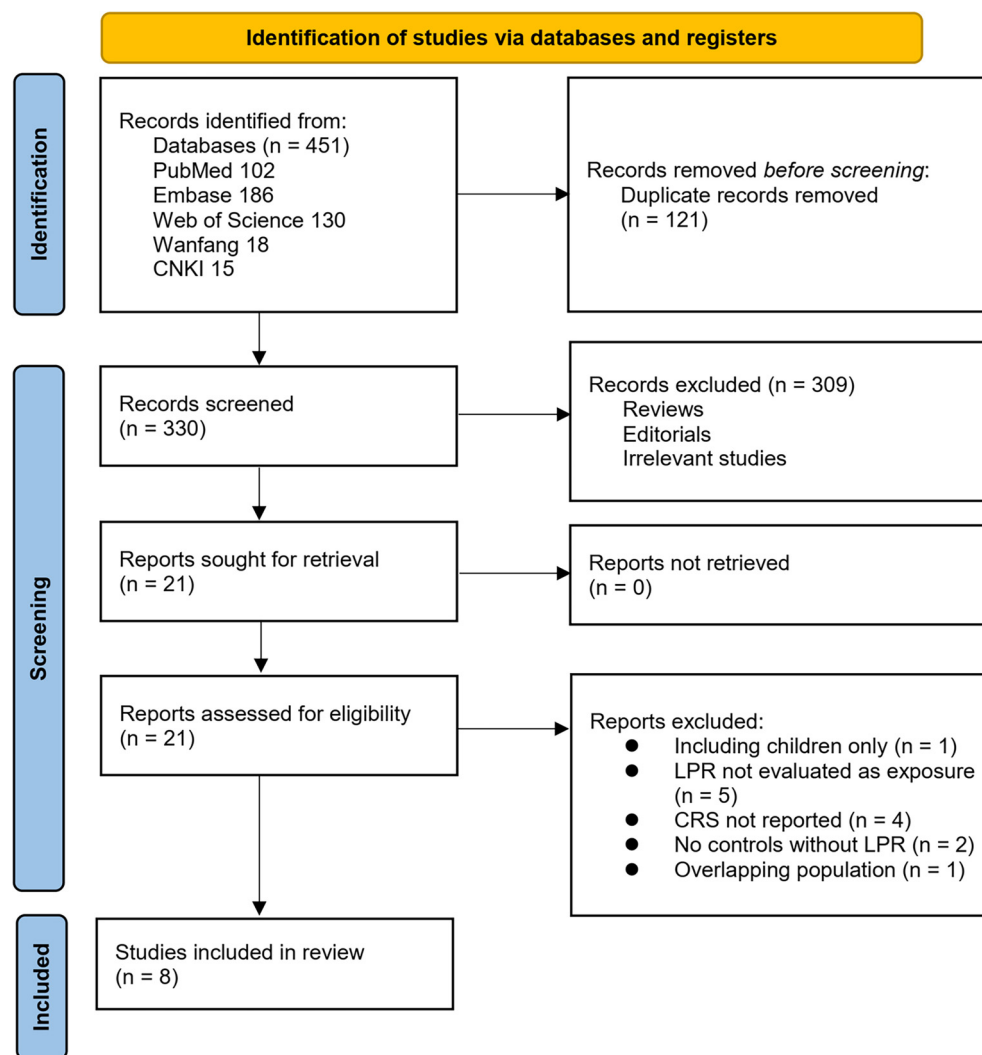 Identification of studies via databases and registers
Identification
Records identified from:
Databases (n = 451)
PubMed 102
Embase 186
Web of Science 130
Wanfang 18
CNKI 15
Records removed before screening:
Duplicate records removed
(n = 121)
Screening
Records screened
(n = 330)
Records excluded (n = 309)
Reviews
Editorials
Irrelevant studies
Reports sought for retrieval
(n = 21)
Reports not retrieved
(n = 0)
Reports assessed for eligibility
(n = 21)
Reports excluded:
● Including children only (n = 1)
● LPR not evaluated as exposure
(n = 5)
● CRS not reported (n = 4)
● No controls without LPR (n = 2)
● Overlapping population (n = 1)
Included
Studies included in review
(n = 8)